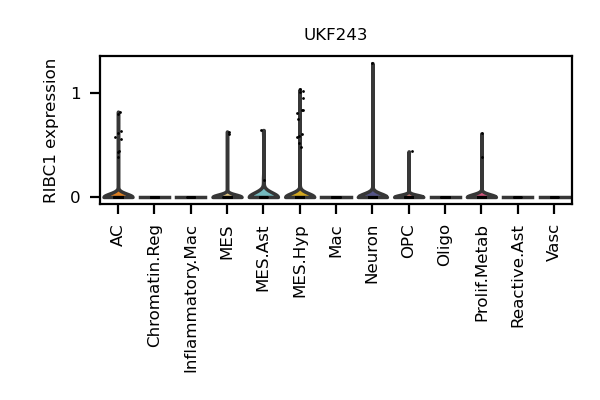 UKF243
RIBC1 expression
1
0
AC
Chromatin.Reg
Inflammatory.Mac
MES
MES.Ast
MES.Hyp
Mac
Neuron
OPC
Oligo
Prolif.Metab
Reactive.Ast
Vasc